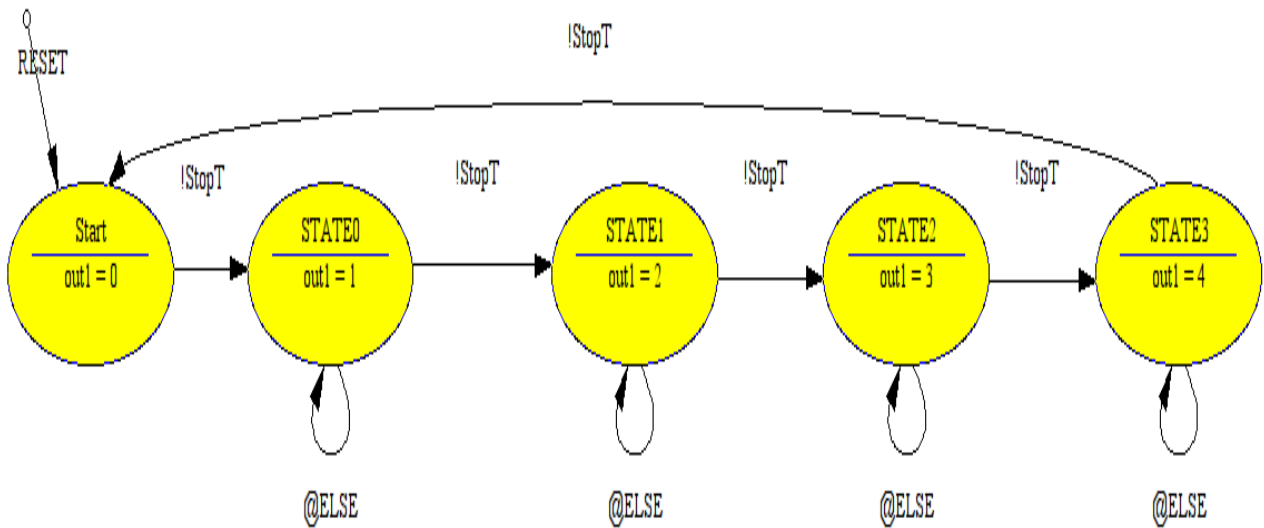 !StopT
RESET
!StopT
!StopT
!StopT
!StopT
Start
out1 = 0
STATE0
out1 = 1
STATE1
out1 = 2
STATE2
out1 = 3
STATE3
out1 = 4
@ELSE
@ELSE
@ELSE
@ELSE